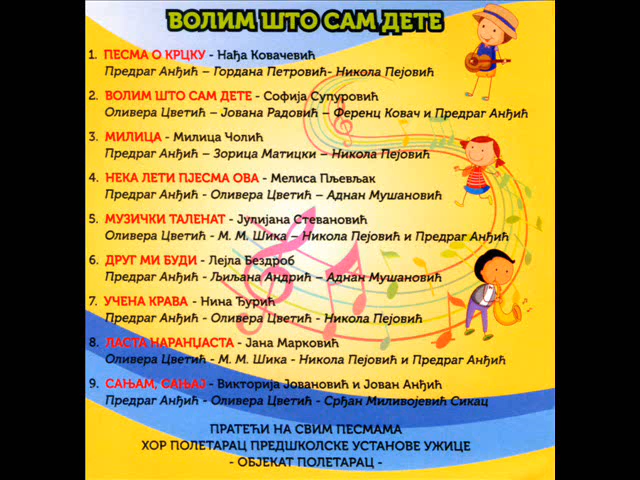 ВОЛИМ ШТО САМ ДЕТЕ
1. ПЕСМА О КРЦКУ - Нађа Ковачевић
Предраг Анђић – Гордана Петровић- Никола Пејовић
2. ВОЛИМ ШТО САМ ДЕТЕ - Софија Супуровић
Оливера Цветић – Јована Радовић – Ференц Ковач и Предраг Анђић
3. МИЛИЦА - Милица Чолић
Предраг Анђић – Зорица Матицки – Никола Пејовић
4. НЕКА ЛЕТИ ПЈЕСМА ОВА - Мелиса Пљевљак
Предраг Анђић - Оливера Цветић – Аднан Мушановић
5. МУЗИЧКИ ТАЛЕНАТ - Јулијана Стевановић
Оливера Цветић - М. М. Шика – Никола Пејовић и Предраг Анђић
6. ДРУГ МИ БУДИ - Лејла Бездроб
Предраг Анђић - Љиљана Андрић – Аднан Мушановић
7. УЧЕНА КРАВА - Нина Ђурић
Предраг Анђић - Оливера Цветић - Никола Пејовић
8. ЛАСТА НАРАНЏАСТА - Јана Марковић
Оливера Цветић - М. М. Шика - Никола Пејовић и Предраг Анђић
9. САЊАМ, САЊАЈ - Викторија Јовановић и Јован Анђић
Предраг Анђић - Оливера Цветић - Срђан Миливојевић Сикац
ПРАТЕЋИ НА СВИМ ПЕСМАМА
ХОР ПОЛЕТАРАЦ ПРЕДШКОЛСКЕ УСТАНОВЕ УЖИЦЕ
- ОБЈЕКАТ ПОЛЕТАРАЦ -